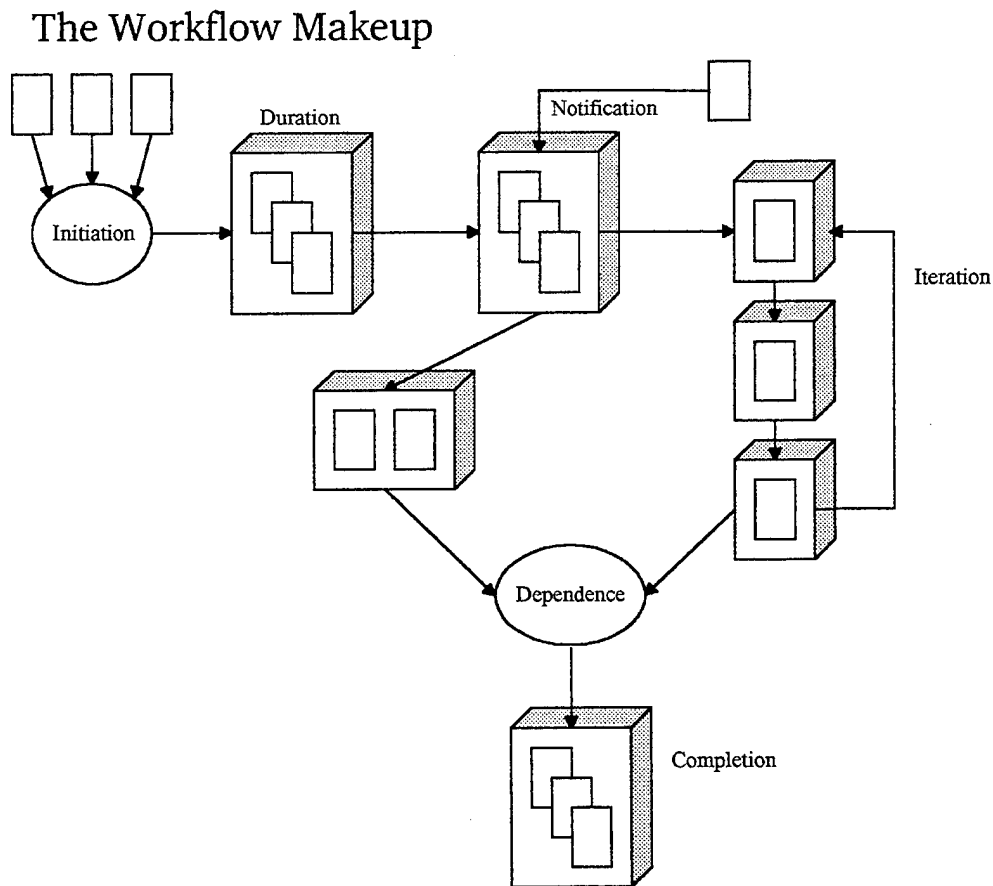 The Workflow Makeup
Duration
Notification
Initiation
Iteration
Dependence
Completion